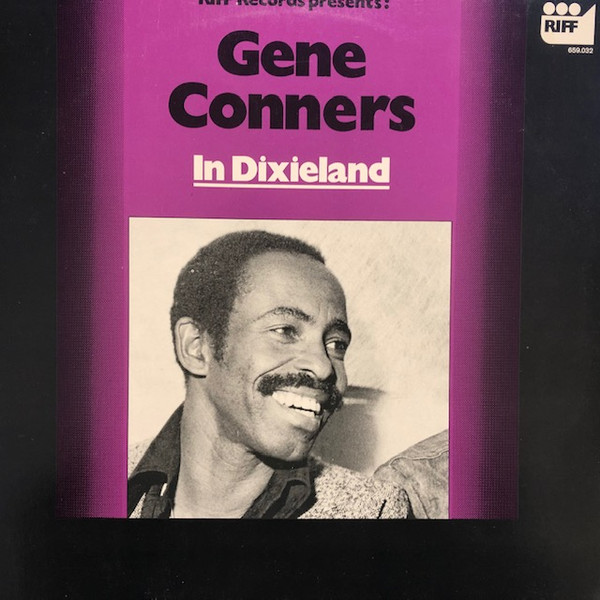 Riff Records presents:
Gene
Conners
In Dixieland
RIFF
659.032